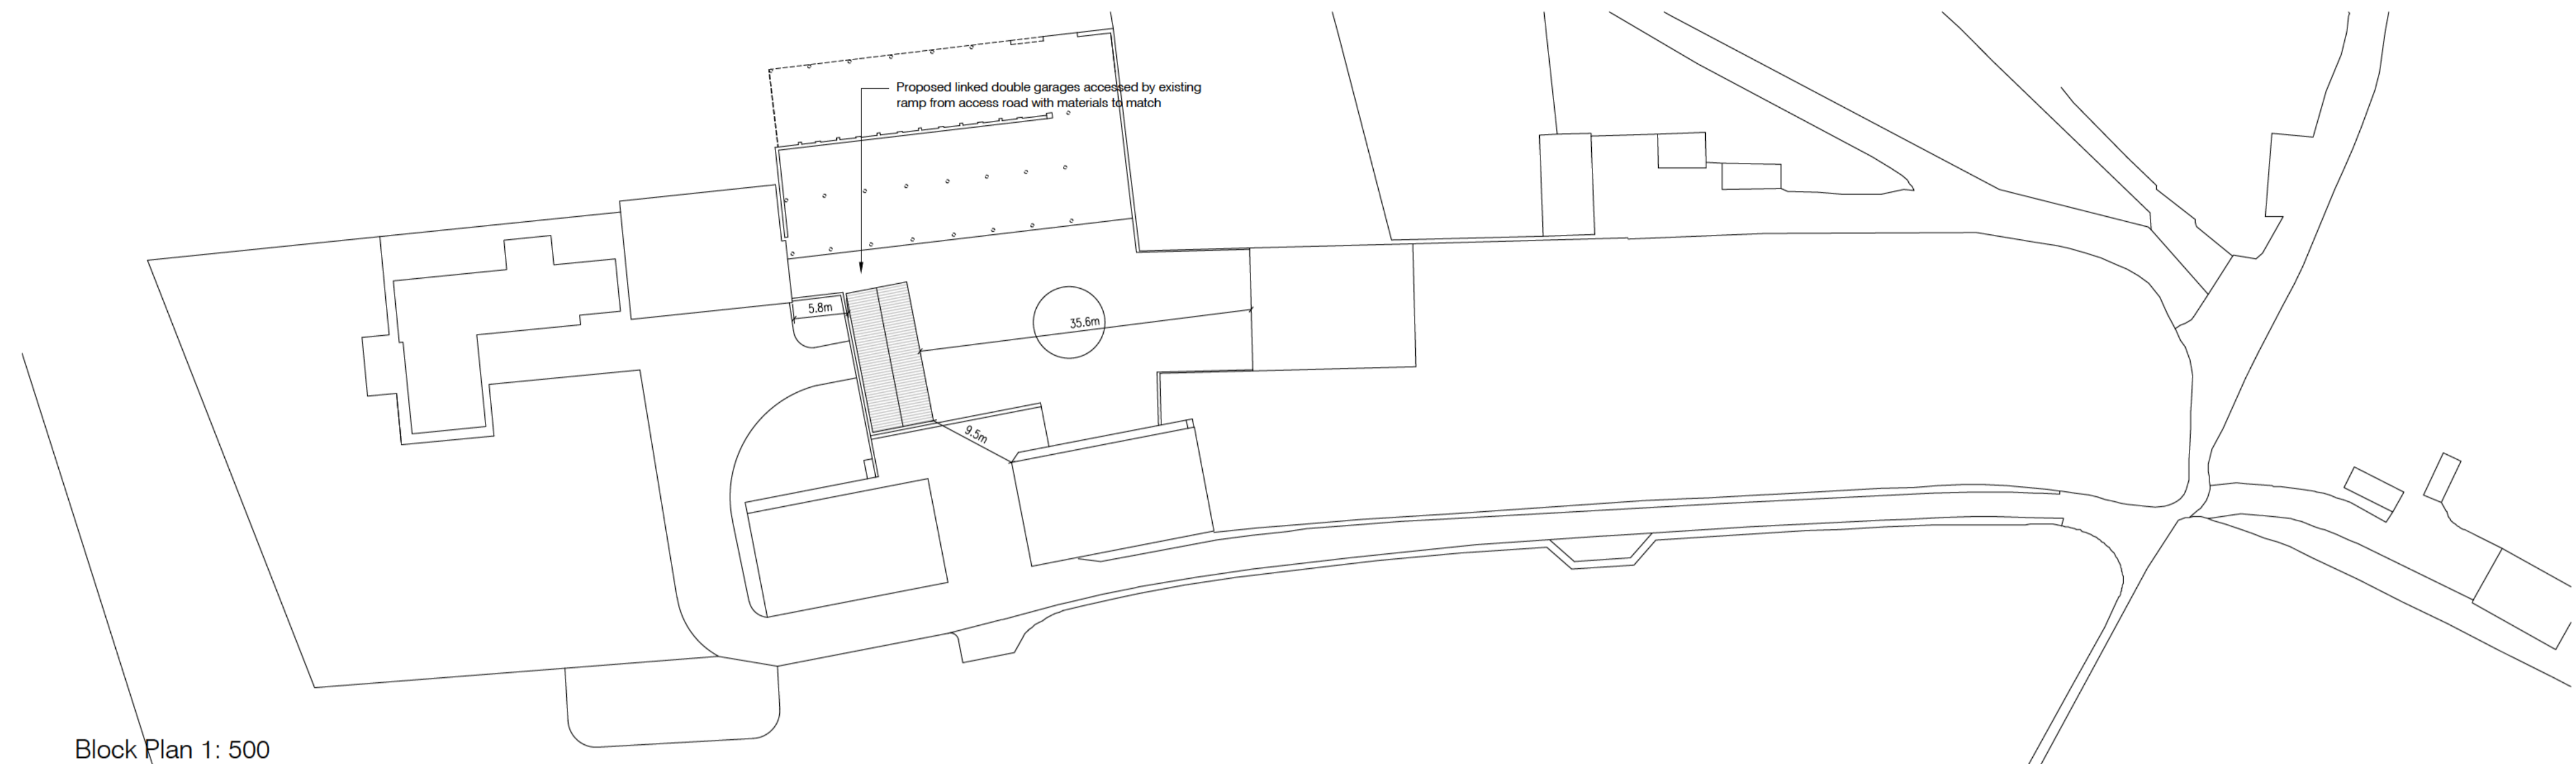 Proposed linked double garages accessed by existing
ramp from access road with materials to match
5.8m
35.6m
9.5m
Block Plan 1: 500